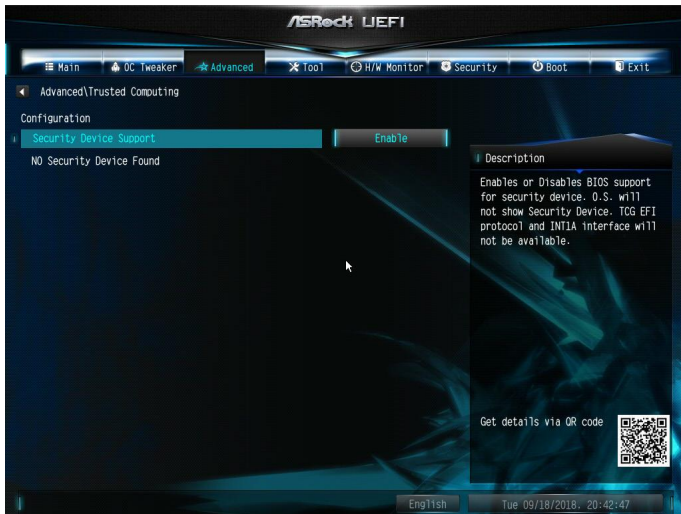 ASRock UEFI
Main OC Tweaker Advanced Tool H/W Monitor Security Boot Exit
Advanced\Trusted Computing
Configuration
Security Device Support Enable
NO Security Device Found
Description
Enables or Disables BIOS support
for security device. O.S. will
not show Security Device. TCG EFI
protocol and INT1A interface will
not be available.
Get details via QR code
English Tue 09/18/2018. 20:42:47